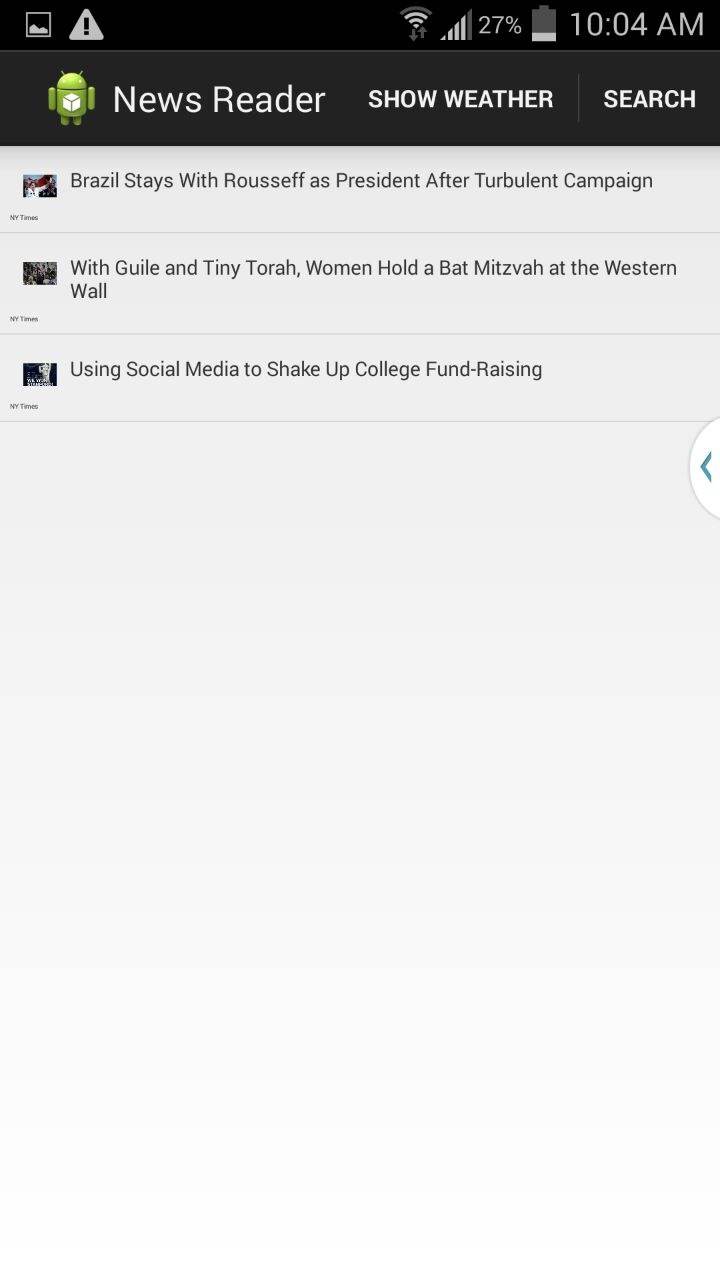 27% 10:04 AM
News Reader SHOW WEATHER SEARCH
Brazil Stays With Rousseff as President After Turbulent Campaign
NY Times
With Guile and Tiny Torah, Women Hold a Bat Mitzvah at the Western
Wall
NY Times
Using Social Media to Shake Up College Fund-Raising
NY Times